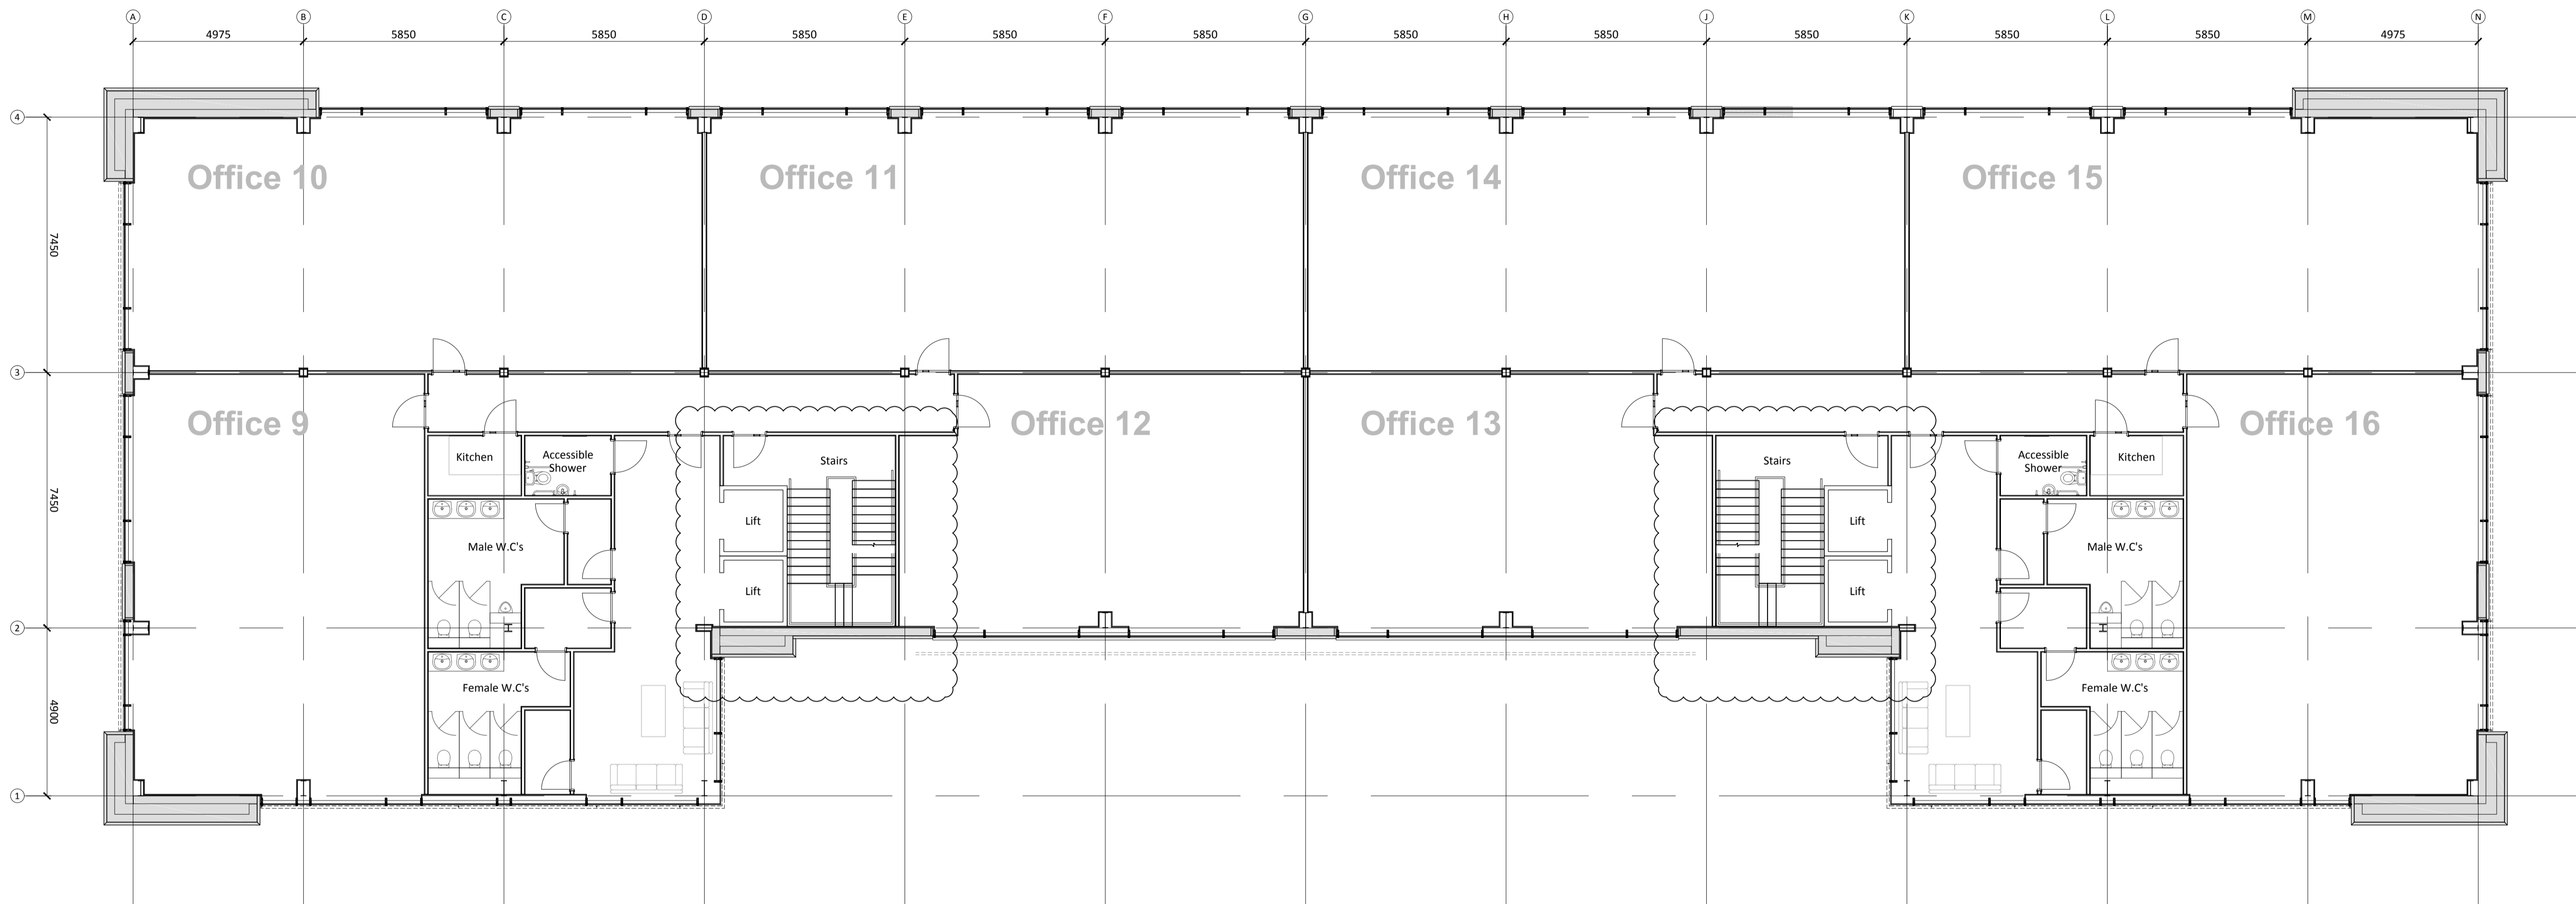 A B C D E F G H J K L M N
4975 5850 5850 5850 5850 5850 5850 5850 5850 5850 5850 4975
4
Office 10 Office 11 Office 14 Office 15
7450
3
Office 9 Office 12 Office 13 Office 16
Kitchen Accessible Shower Stairs Stairs Accessible Shower Kitchen
7450
Lift Lift
Male W.C's Male W.C's
Lift Lift
2
Female W.C's Female W.C's
4900
1